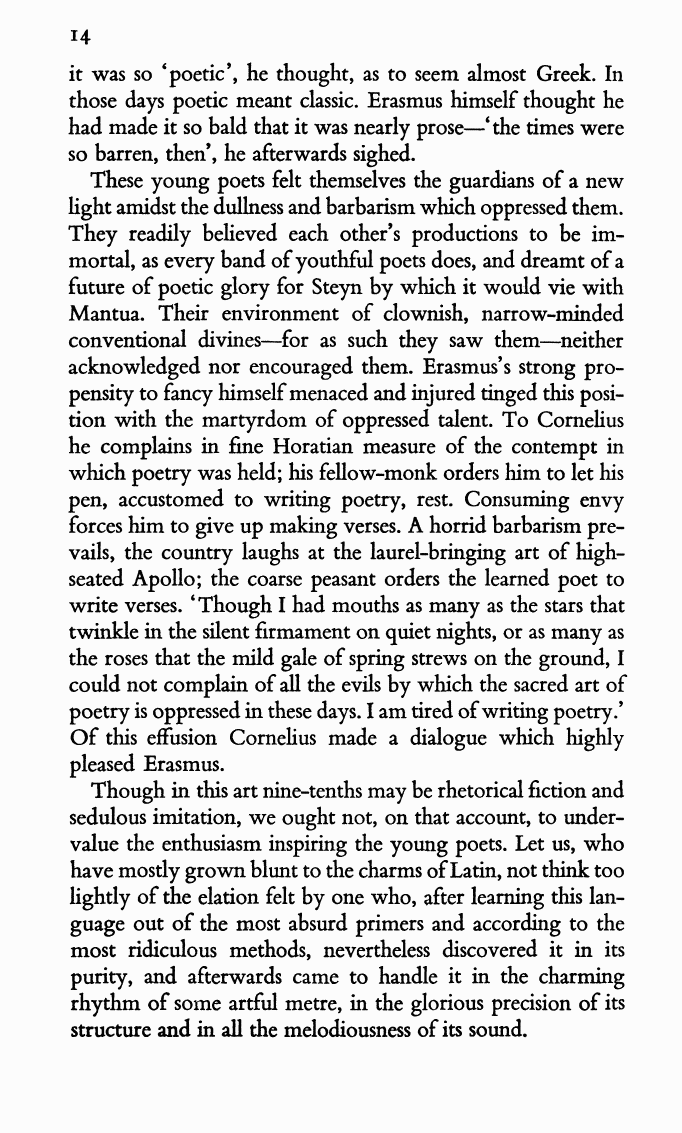 14
it was so ‘poetic’, he thought, as to seem almost Greek. In
those days poetic meant classic. Erasmus himself thought he
had made it so bald that it was nearly prose—‘the times were
so barren, then’, he afterwards sighed.
These young poets felt themselves the guardians of a new
light amidst the dullness and barbarism which oppressed them.
They readily believed each other’s productions to be im-
mortal, as every band of youthful poets does, and dreamt of a
future of poetic glory for Steyn by which it would vie with
Mantua. Their environment of clownish, narrow-minded
conventional divines—for as such they saw them—neither
acknowledged nor encouraged them. Erasmus’s strong pro-
pensity to fancy himself menaced and injured tinged this posi-
tion with the martyrdom of oppressed talent. To Cornelius
he complains in fine Horatian measure of the contempt in
which poetry was held; his fellow-monk orders him to let his
pen, accustomed to writing poetry, rest. Consuming envy
forces him to give up making verses. A horrid barbarism pre-
vails, the country laughs at the laurel-bringing art of high-
seated Apollo; the coarse peasant orders the learned poet to
write verses. ‘Though I had mouths as many as the stars that
twinkle in the silent firmament on quiet nights, or as many as
the roses that the mild gale of spring strews on the ground, I
could not complain of all the evils by which the sacred art of
poetry is oppressed in these days. I am tired of writing poetry.’
Of this effusion Cornelius made a dialogue which highly
pleased Erasmus.
Though in this art nine-tenths may be rhetorical fiction and
sedulous imitation, we ought not, on that account, to under-
value the enthusiasm inspiring the young poets. Let us, who
have mostly grown blunt to the charms of Latin, not think too
lightly of the elation felt by one who, after learning this lan-
guage out of the most absurd primers and according to the
most ridiculous methods, nevertheless discovered it in its
purity, and afterwards came to handle it in the charming
rhythm of some artful metre, in the glorious precision of its
structure and in all the melodiousness of its sound.